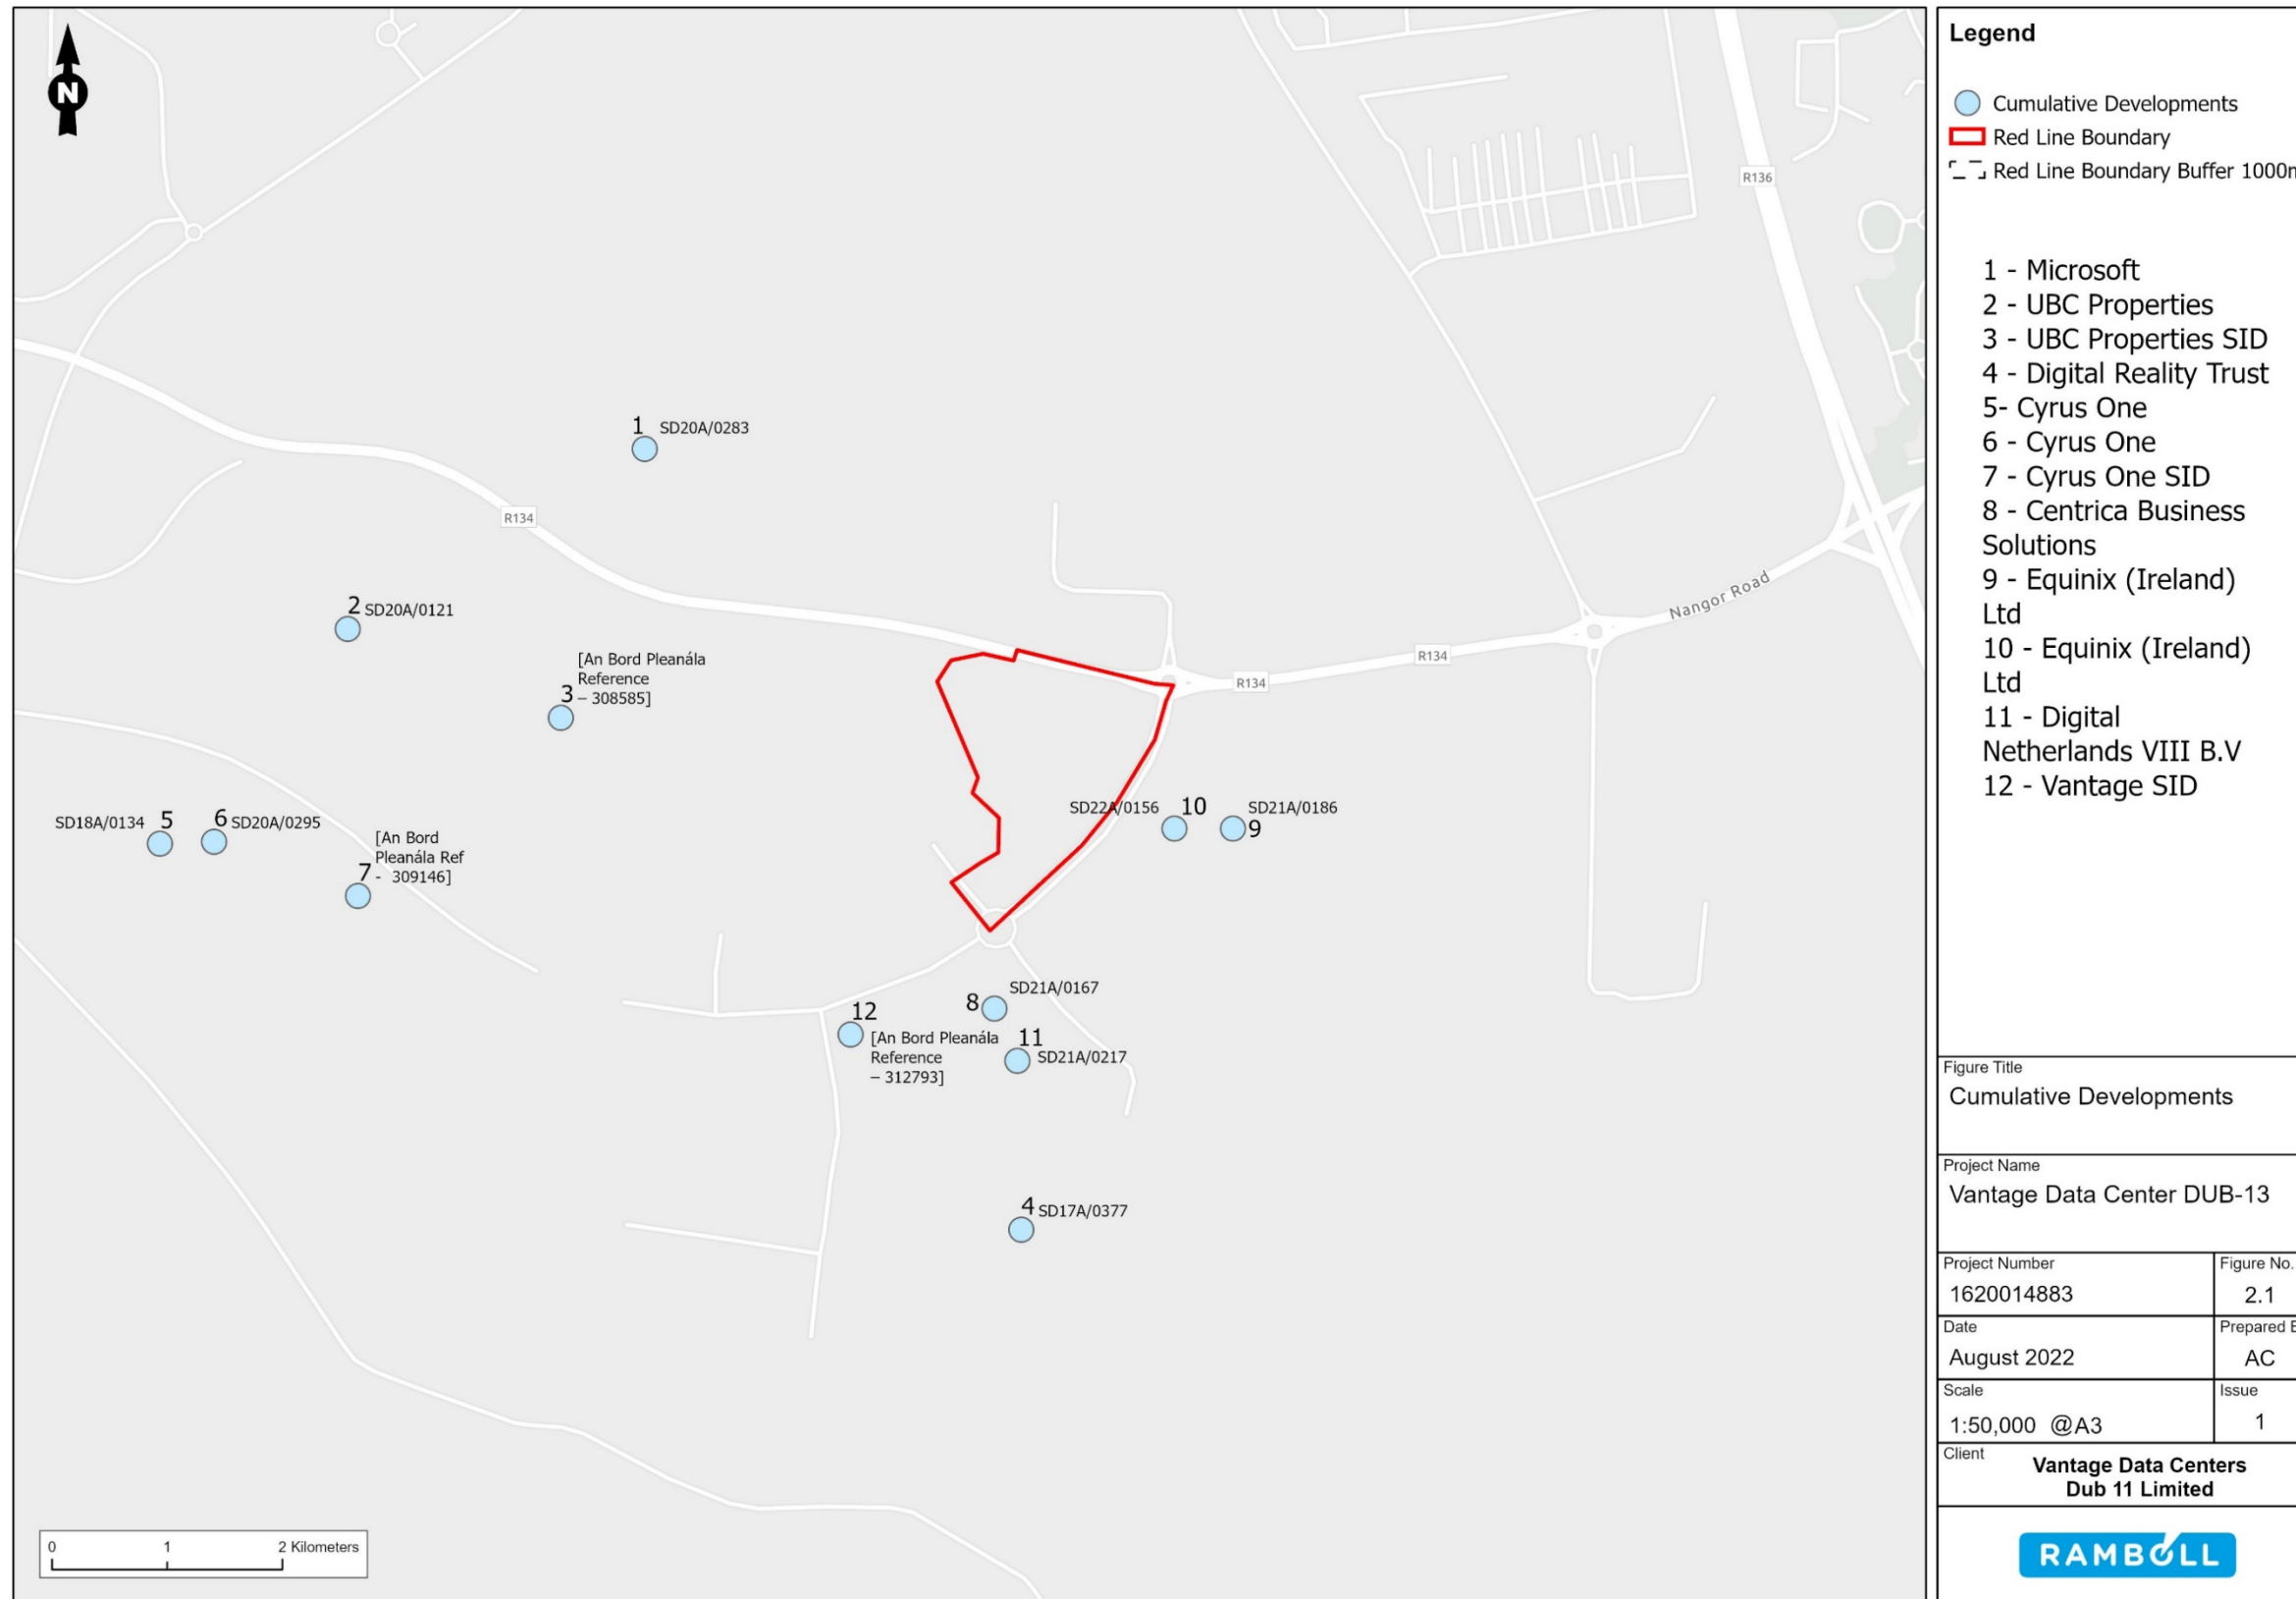 N
R136
1 SD20A/0283
R134
2 SD20A/0121
[An Bord Pleanála
Reference
3 – 308585]
Nangor Road
R134
R134
SD18A/0134 5
6 SD20A/0295
[An Bord
Pleanála Ref
7 - 309146]
SD22A/0156 10
SD21A/0186
9
SD21A/0167
8
12
[An Bord Pleanála
Reference
– 312793]
11
SD21A/0217
4 SD17A/0377
0 1 2 Kilometers
Legend
Cumulative Developments
Red Line Boundary
Red Line Boundary Buffer 1000m
1 - Microsoft
2 - UBC Properties
3 - UBC Properties SID
4 - Digital Reality Trust
5- Cyrus One
6 - Cyrus One
7 - Cyrus One SID
8 - Centrica Business
Solutions
9 - Equinix (Ireland)
Ltd
10 - Equinix (Ireland)
Ltd
11 - Digital
Netherlands VIII B.V
12 - Vantage SID
Figure Title
Cumulative Developments
Project Name
Vantage Data Center DUB-13
Project Number
1620014883
Figure No.
2.1
Date
August 2022
Prepared
AC
Scale
1:50,000 @A3
Issue
1
Client
Vantage Data Centers
Dub 11 Limited
RAMBOLL